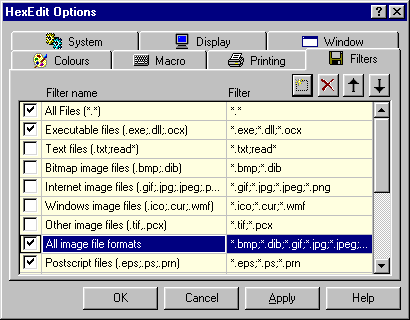 HexEdit Options
System Display Window
Colours Macro Printing Filters
Filter name Filter
All Files (*.*) *.*
Executable files (.exe;.dll;.ocx) *.exe;*.dll;*.ocx
Text files (.txt;read*) *.txt;read*
Bitmap image files (.bmp;.dib) *.bmp;*.dib
Internet image files (.gif;.jpg;.jpeg;.p... *.gif;*.jpg;*.jpeg;*.png
Windows image files (.ico;.cur;.wmf) *.ico;*.cur;*.wmf
Other image files (.tif;.pcx) *.tif;*.pcx
All image file formats *.bmp;*.dib;*.gif;*.jpg;*.jpeg;...
Postscript files (.eps;.ps;.prn) *.eps;*.ps;*.prn
OK Cancel Apply Help